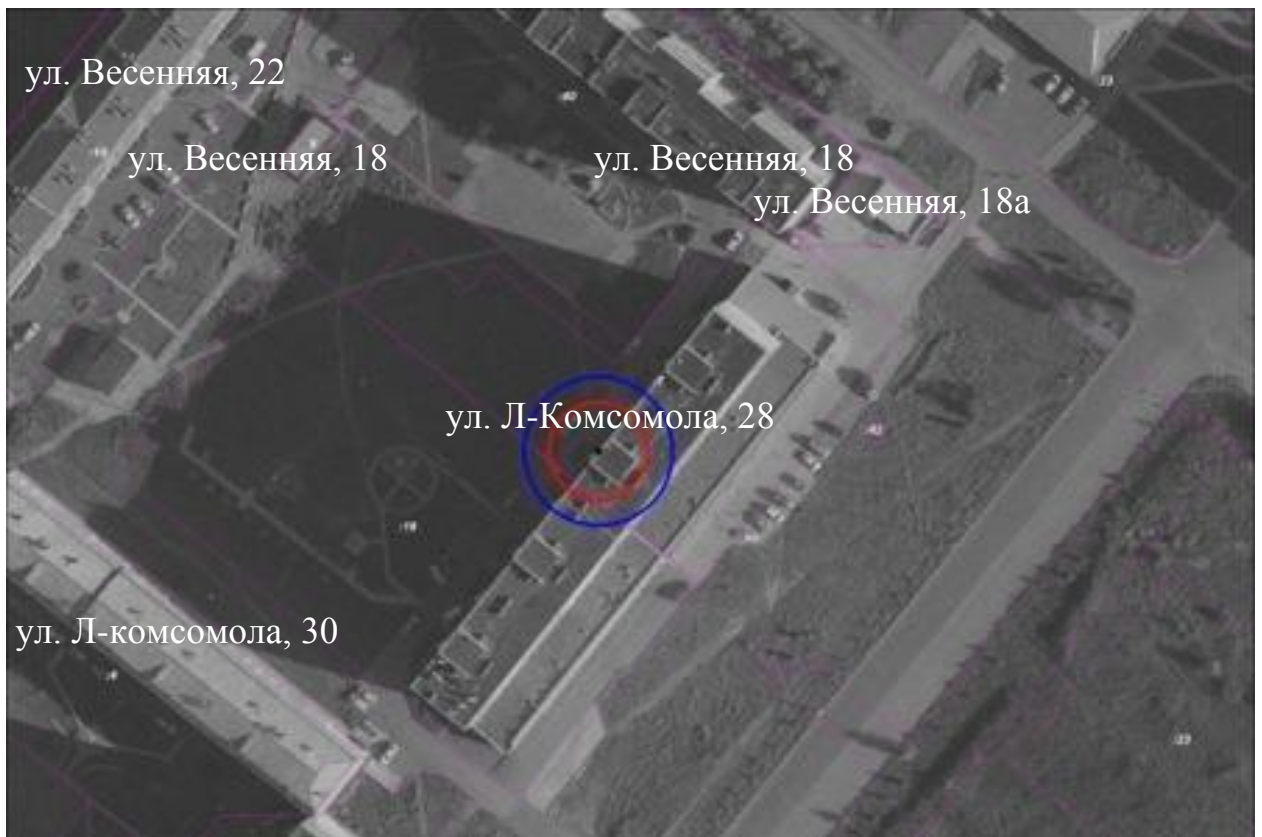 ул. Весенняя, 22
ул. Весенняя, 18
ул. Весенняя, 18
ул. Весенняя, 18а
ул. Л-Комсомола, 28
ул. Л-комсомола, 30